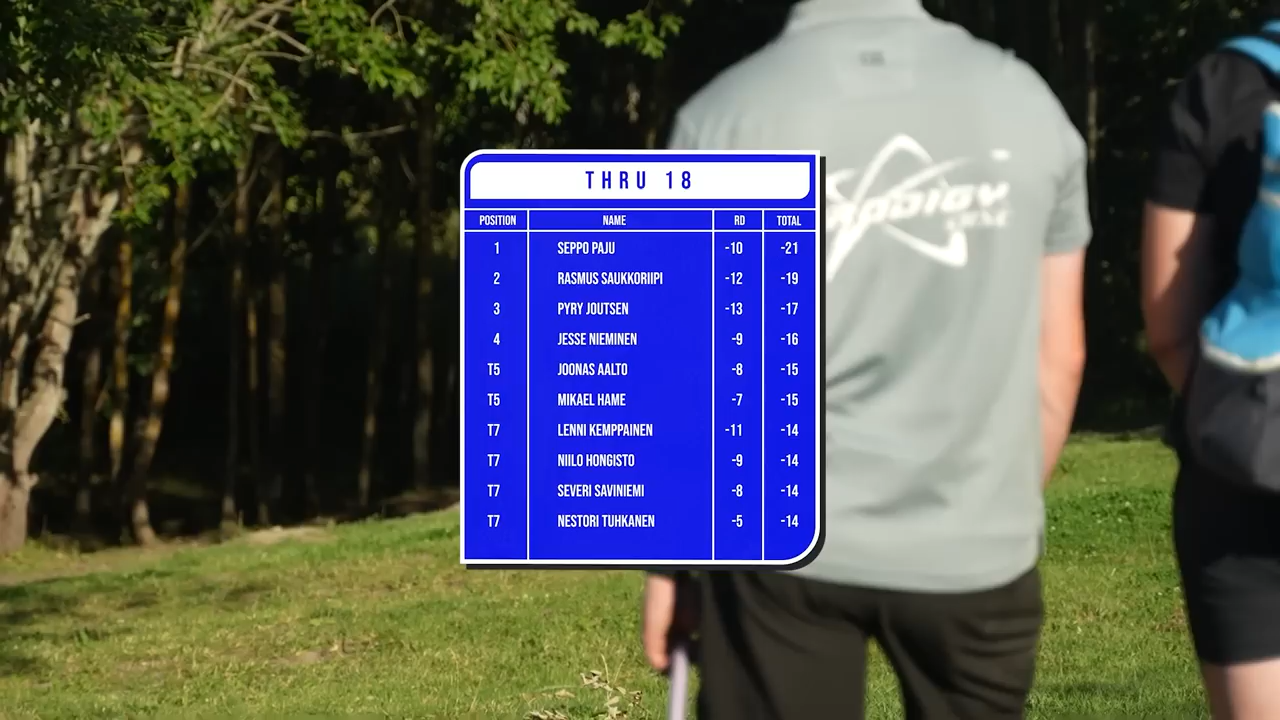 THRU 18
POSITION NAME RD TOTAL
1 SEPPO PAJU -10 -21
2 RASMUS SAUKKORIIPI -12 -19
3 PYRY JOUTSEN -13 -17
4 JESSE NIEMINEN -9 -16
T5 JOONAS AALTO -8 -15
T5 MIKAEL HAME -7 -15
T7 LENNI KEMPPAINEN -11 -14
T7 NIILO HONGISTO -9 -14
T7 SEVERI SAVINIEMI -8 -14
T7 NESTORI TUHKANEN -5 -14